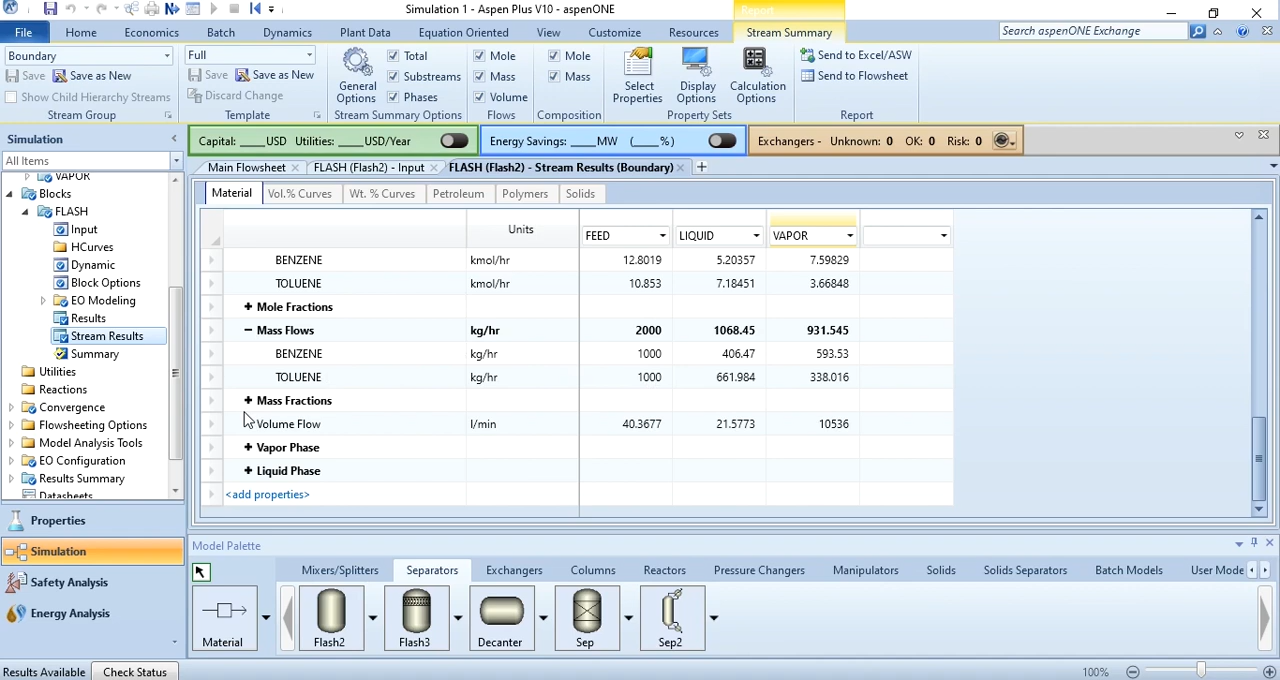 Simulation 1 - Aspen Plus V10 - aspenONE
Report
File Home Economics Batch Dynamics Plant Data Equation Oriented View Customize Resources Stream Summary Search aspenONE Exchange
Boundary
Save Save as New
Show Child Hierarchy Streams
Stream Group
Full
Save Save as New
Discard Change
Template
General Options
Total
Substreams
Phases
Stream Summary Options
Mole
Mass
Volume
Flows
Mole
Mass
Composition
Select Properties
Display Options
Calculation Options
Property Sets
Send to Excel/ASW
Send to Flowsheet
Report
Simulation
All Items
VAPOR
Blocks
FLASH
Input
HCurves
Dynamic
Block Options
EO Modeling
Results
Stream Results
Summary
Utilities
Reactions
Convergence
Flowsheeting Options
Model Analysis Tools
EO Configuration
Results Summary
Datasheets
Properties
Simulation
Safety Analysis
Energy Analysis
Capital: ____USD Utilities: ____USD/Year
Energy Savings: ____MW (____%)
Exchangers - Unknown: 0 OK: 0 Risk: 0
Main Flowsheet FLASH (Flash2) - Input FLASH (Flash2) - Stream Results (Boundary)
Material Vol.% Curves Wt. % Curves Petroleum Polymers Solids
Units FEED LIQUID VAPOR
BENZENE kmol/hr 12.8019 5.20357 7.59829
TOLUENE kmol/hr 10.853 7.18451 3.66848
+ Mole Fractions
− Mass Flows kg/hr 2000 1068.45 931.545
BENZENE kg/hr 1000 406.47 593.53
TOLUENE kg/hr 1000 661.984 338.016
+ Mass Fractions
Volume Flow l/min 40.3677 21.5773 10536
+ Vapor Phase
+ Liquid Phase
<add properties>
Model Palette
Mixers/Splitters Separators Exchangers Columns Reactors Pressure Changers Manipulators Solids Solids Separators Batch Models User Mode
Material Flash2 Flash3 Decanter Sep Sep2
Results Available Check Status 100%